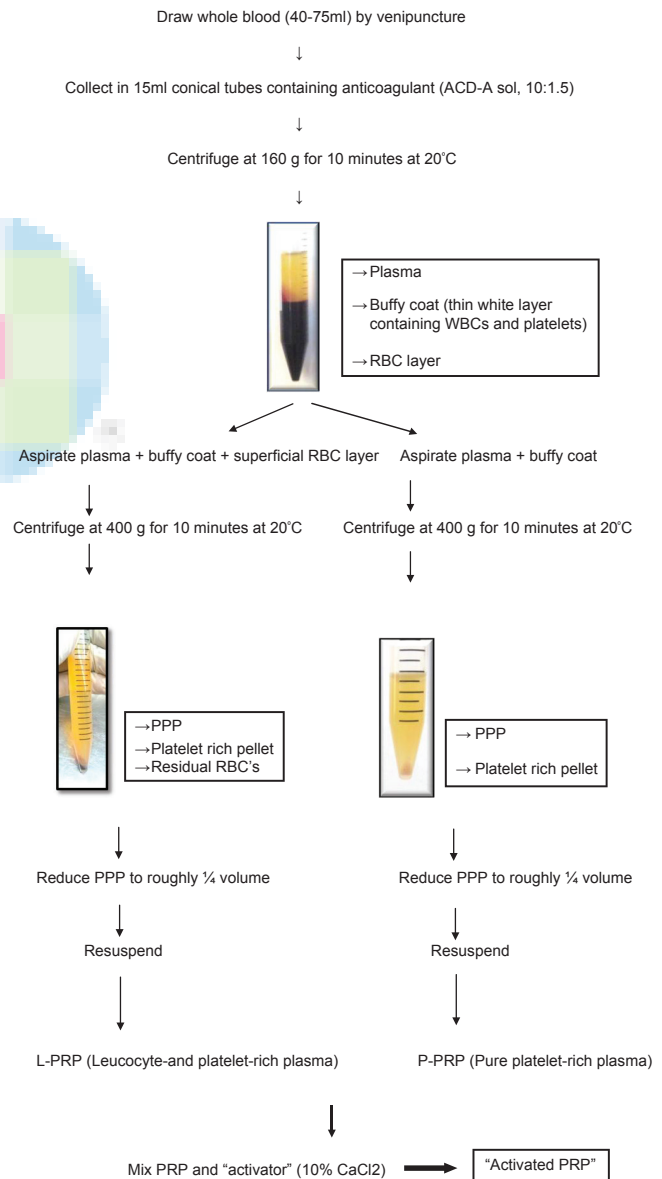 Draw whole blood (40-75ml) by venipuncture
↓
Collect in 15ml conical tubes containing anticoagulant (ACD-A sol, 10:1.5)
↓
Centrifuge at 160 g for 10 minutes at 20°C
↓
→Plasma
→Buffy coat (thin white layer
containing WBCs and platelets)
→RBC layer
Aspirate plasma + buffy coat + superficial RBC layer
Aspirate plasma + buffy coat
Centrifuge at 400 g for 10 minutes at 20°C
Centrifuge at 400 g for 10 minutes at 20°C
→PPP
→Platelet rich pellet
→Residual RBC's
→ PPP
→ Platelet rich pellet
Reduce PPP to roughly ¼ volume
Reduce PPP to roughly ¼ volume
Resuspend
Resuspend
L-PRP (Leucocyte-and platelet-rich plasma)
P-PRP (Pure platelet-rich plasma)
Mix PRP and “activator” (10% CaCl2)
“Activated PRP”